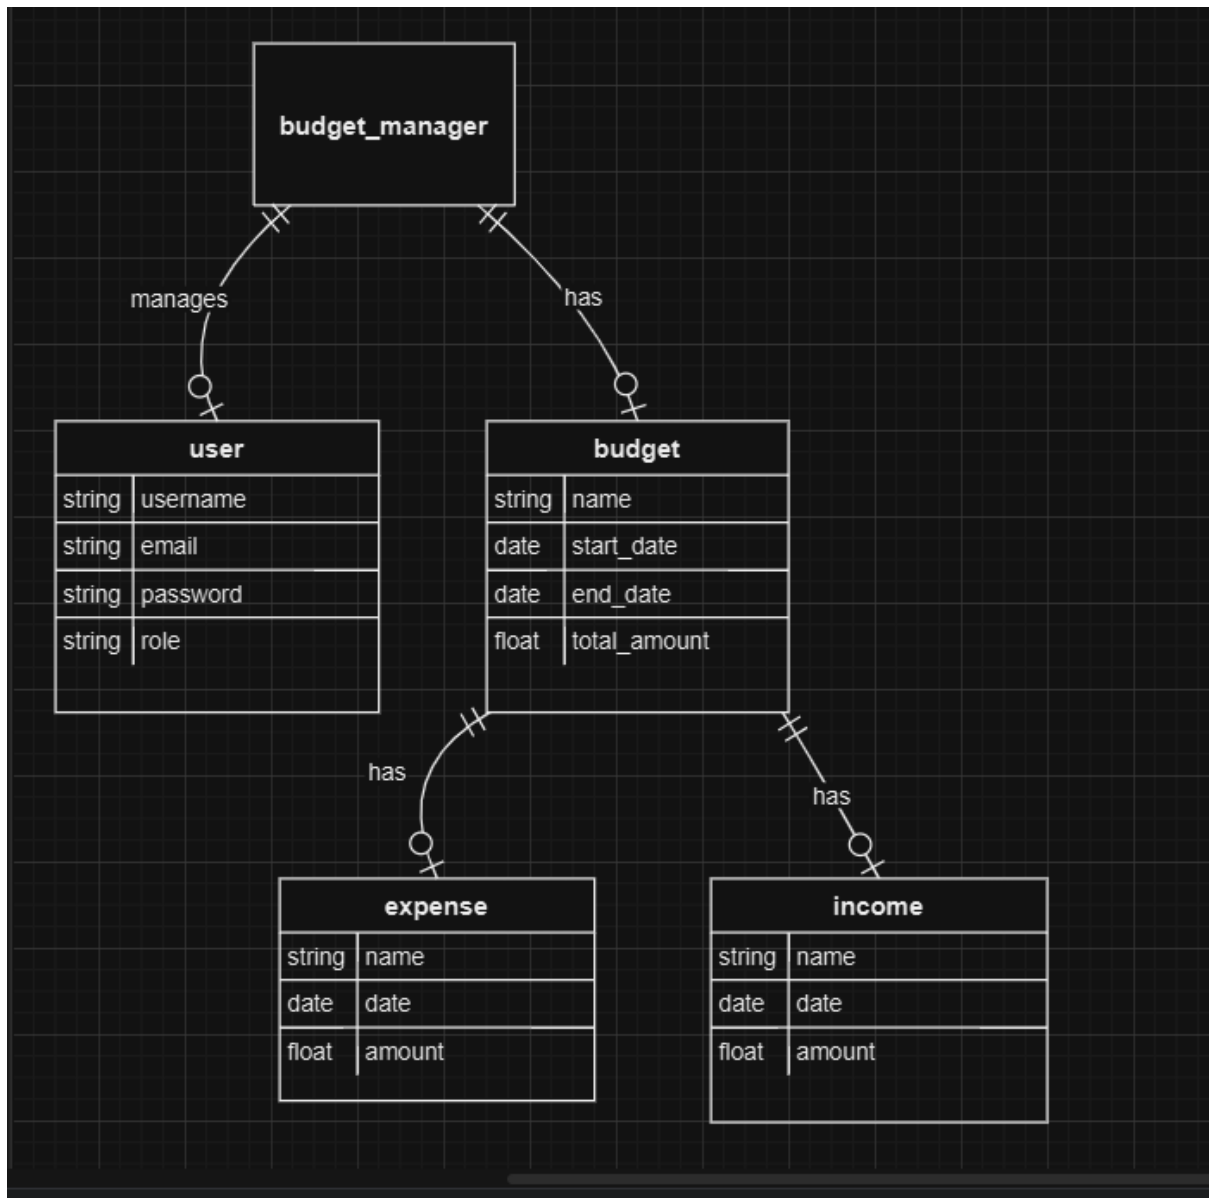 budget_manager
manages
has
user
string username
string email
string password
string role
budget
string name
date start_date
date end_date
float total_amount
has
has
expense
string name
date date
float amount
income
string name
date date
float amount